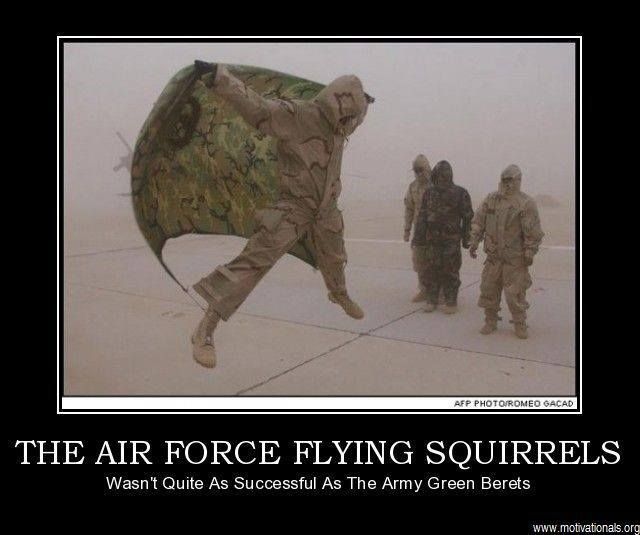 AFP PHOTO/ROMEO GACAD
THE AIR FORCE FLYING SQUIRRELS
Wasn't Quite As Successful As The Army Green Berets
www.motivationals.org